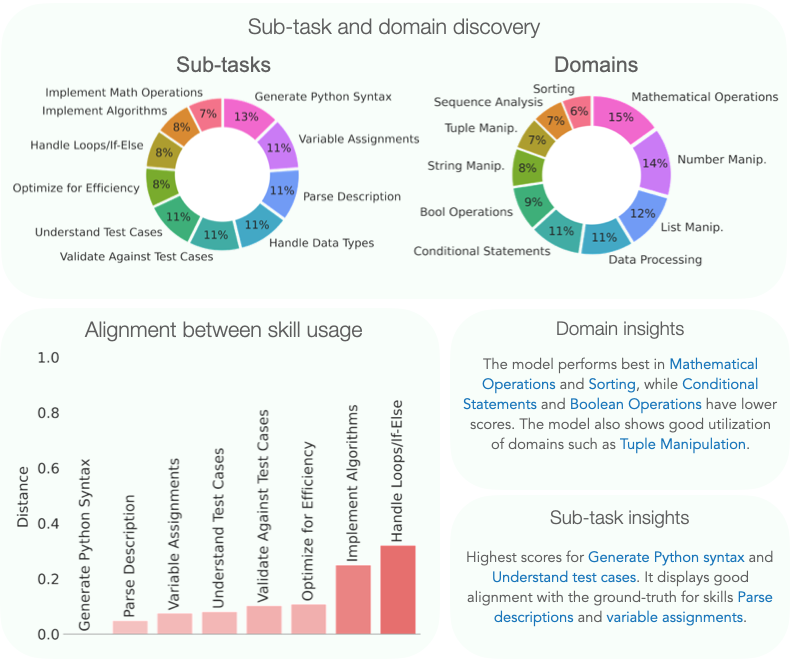 Sub-task and domain discovery
Sub-tasks
Implement Math Operations
Implement Algorithms
Handle Loops/If-Else
Optimize for Efficiency
Understand Test Cases
Validate Against Test Cases
Generate Python Syntax
Variable Assignments
Parse Description
Handle Data Types
7%
13%
8%
11%
8%
11%
8%
11%
11%
11%
Domains
Sorting
Sequence Analysis
Tuple Manip.
String Manip.
Bool Operations
Conditional Statements
Mathematical Operations
Number Manip.
List Manip.
Data Processing
6%
15%
7%
14%
7%
8%
12%
9%
11%
11%
Alignment between skill usage
Distance
1.0
0.8
0.6
0.4
0.2
0.0
Generate Python Syntax
Parse Description
Variable Assignments
Understand Test Cases
Validate Against Test Cases
Optimize for Efficiency
Implement Algorithms
Handle Loops/If-Else
Domain insights
The model performs best in Mathematical
Operations and Sorting, while Conditional
Statements and Boolean Operations have lower
scores. The model also shows good utilization
of domains such as Tuple Manipulation.
Sub-task insights
Highest scores for Generate Python syntax and
Understand test cases. It displays good
alignment with the ground-truth for skills Parse
descriptions and variable assignments.